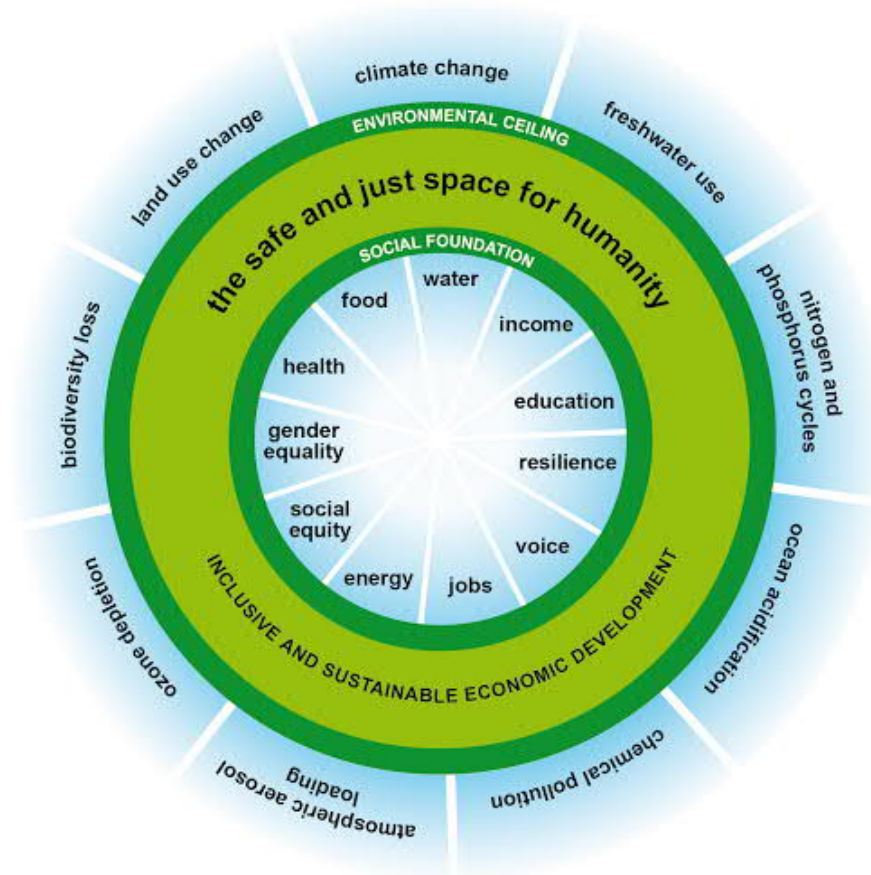 climate change
freshwater use
nitrogen and
phosphorus cycles
ocean acidification
chemical pollution
atmospheric aerosol
loading
ozone depletion
biodiversity loss
land use change
ENVIRONMENTAL CEILING
the safe and just space for humanity
SOCIAL FOUNDATION
water
income
education
resilience
voice
jobs
energy
social
equity
gender
equality
health
food
INCLUSIVE AND SUSTAINABLE ECONOMIC DEVELOPMENT